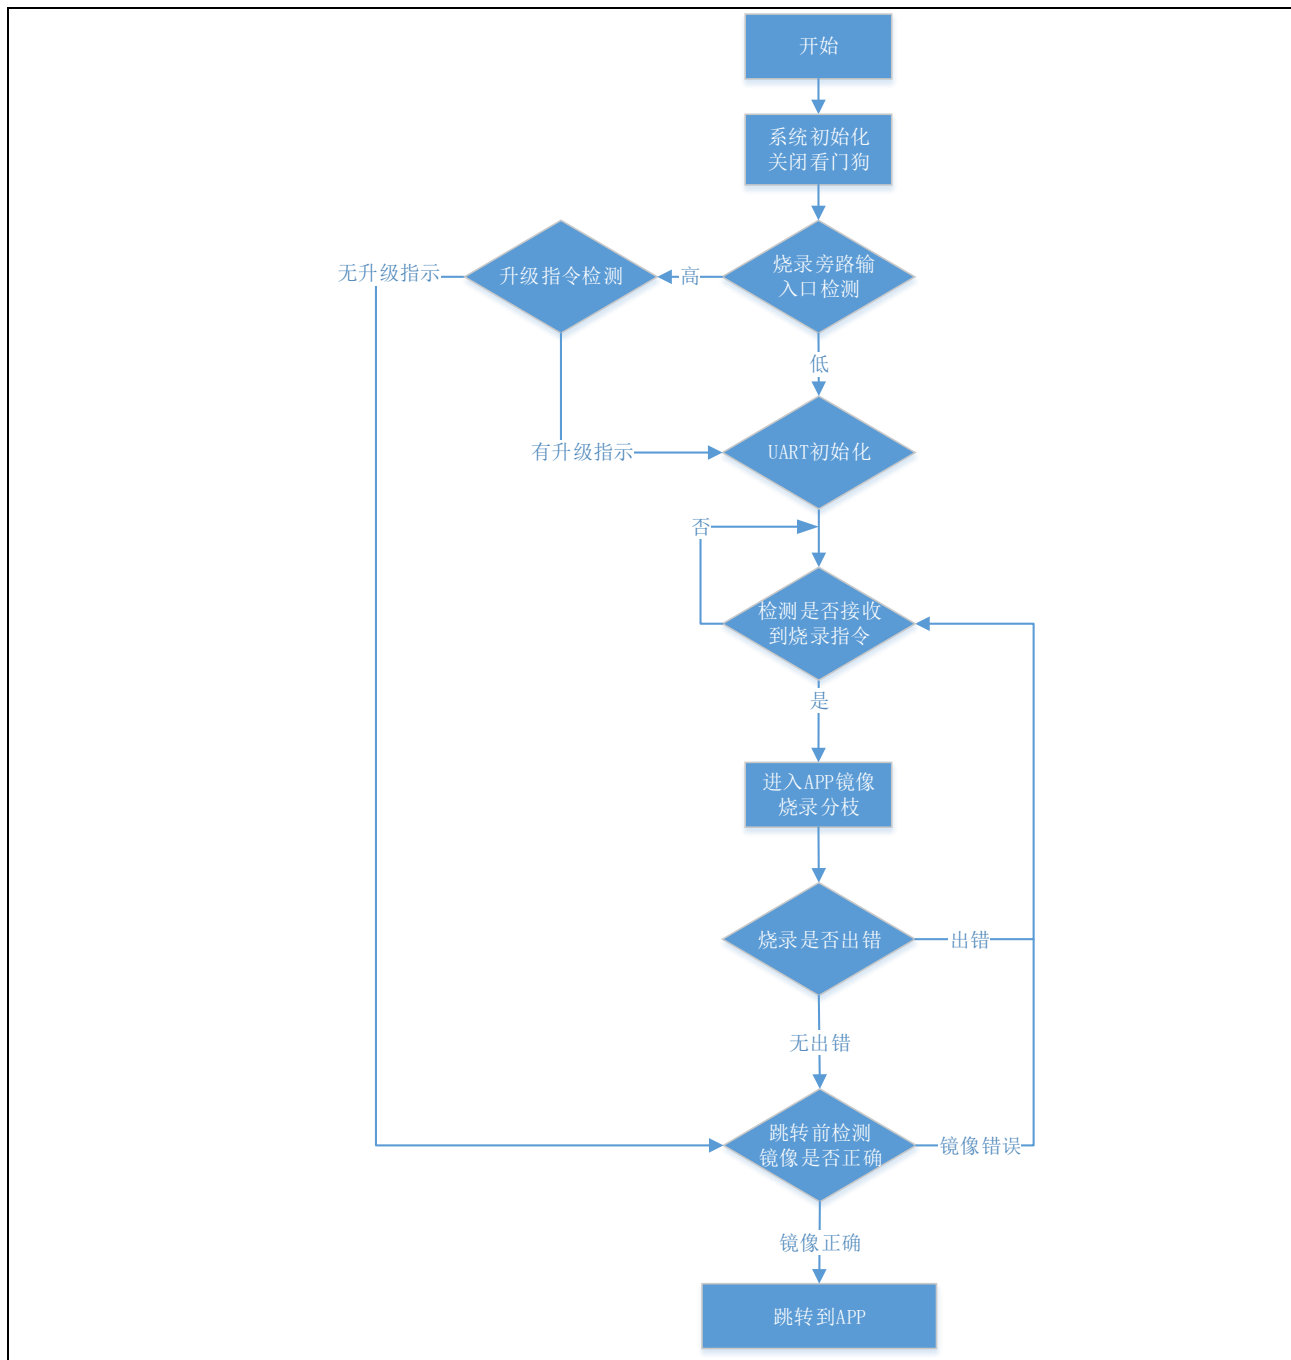 开始
系统初始化
关闭看门狗
无升级指示
升级指令检测
高
烧录旁路输
入口检测
低
有升级指示
UART初始化
否
检测是否接收
到烧录指令
是
进入APP镜像
烧录分枝
烧录是否出错
出错
无出错
跳转前检测
镜像是否正确
镜像错误
镜像正确
跳转到APP